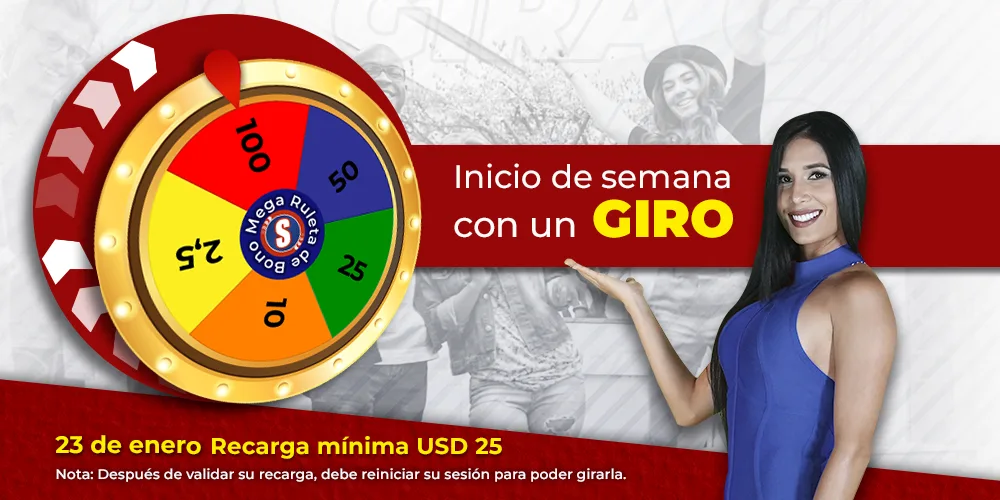 GIRA
100
50
25
10
2,5
Mega Ruleta
de Bono
S
Inicio de semana
con un GIRO
23 de enero Recarga mínima USD 25
Nota: Después de validar su recarga, debe reiniciar su sesión para poder girarla.